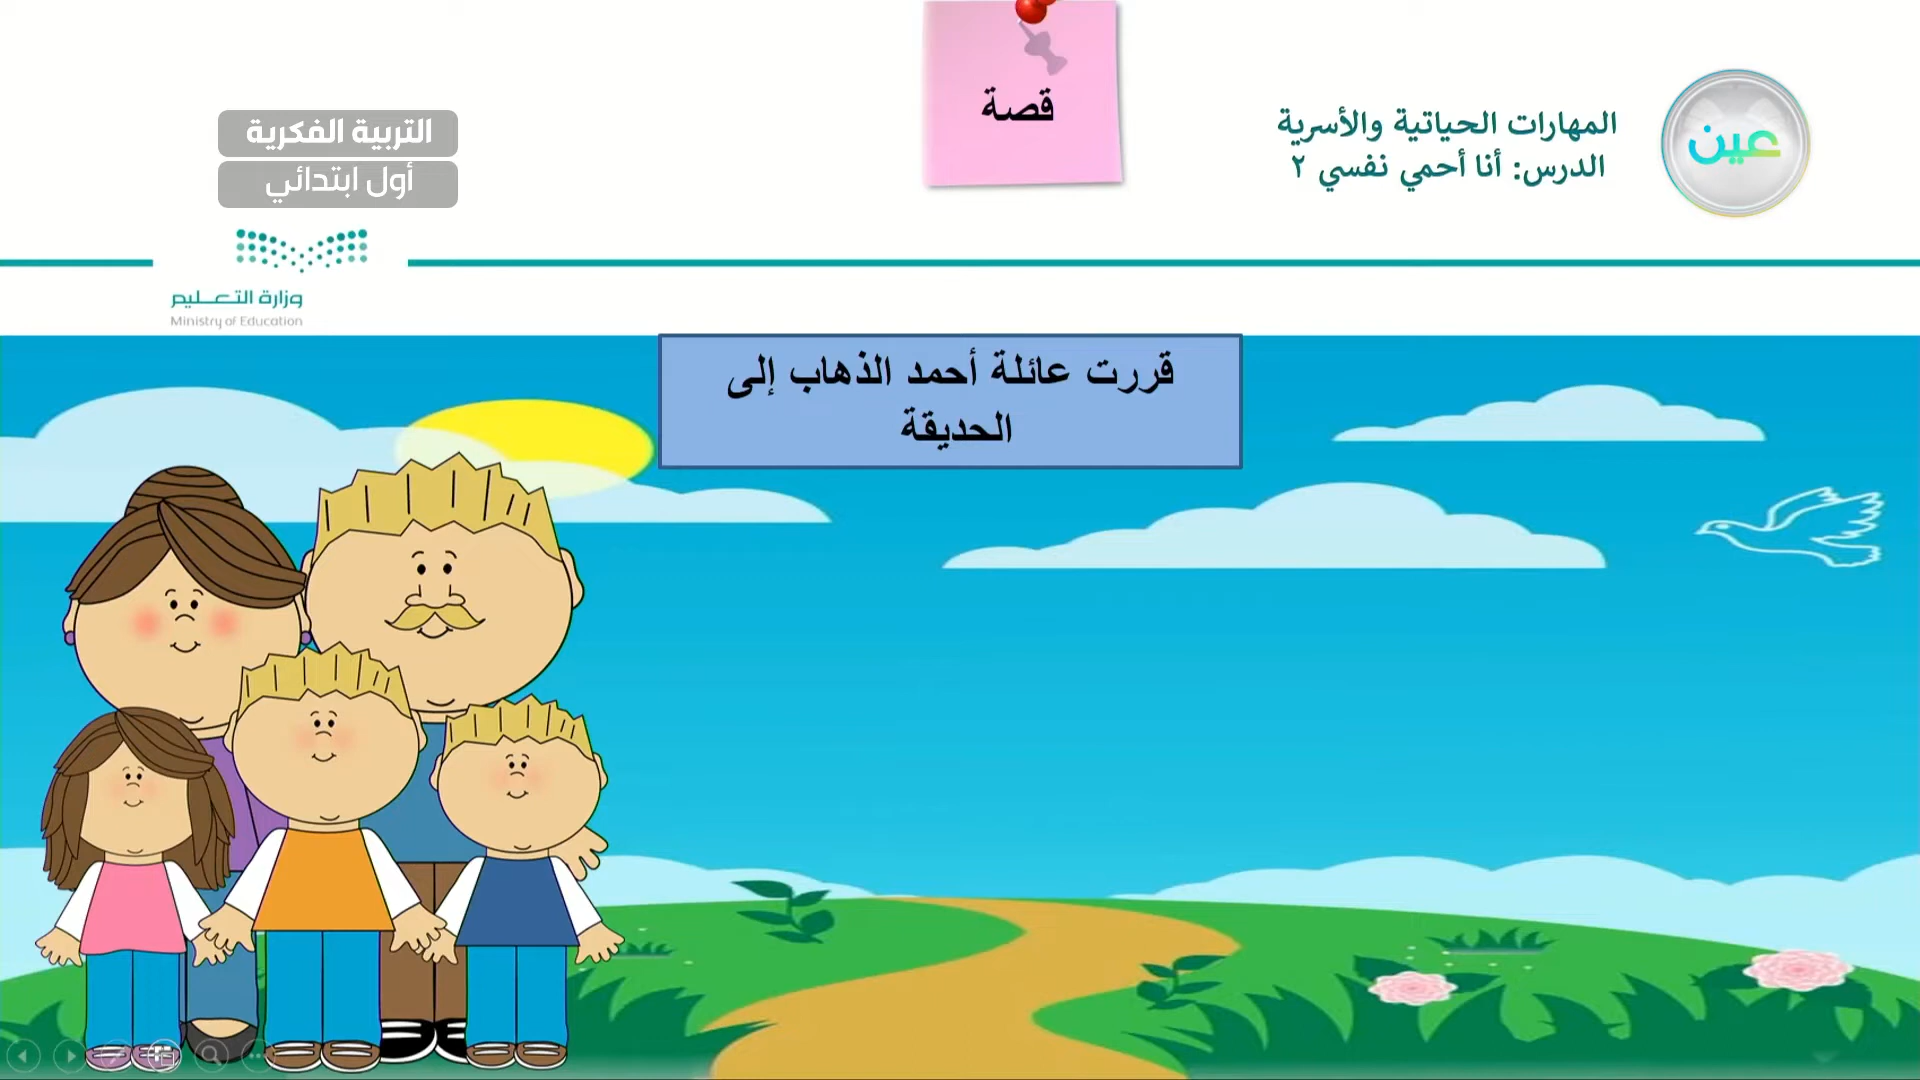 قصة
المهارات الحياتية والأسرية
الدرس: أنا أحمي نفسي ٢
عين
التربية الفكرية
أول ابتدائي
وزارة التعليم
Ministry of Education
قررت عائلة أحمد الذهاب إلى
الحديقة